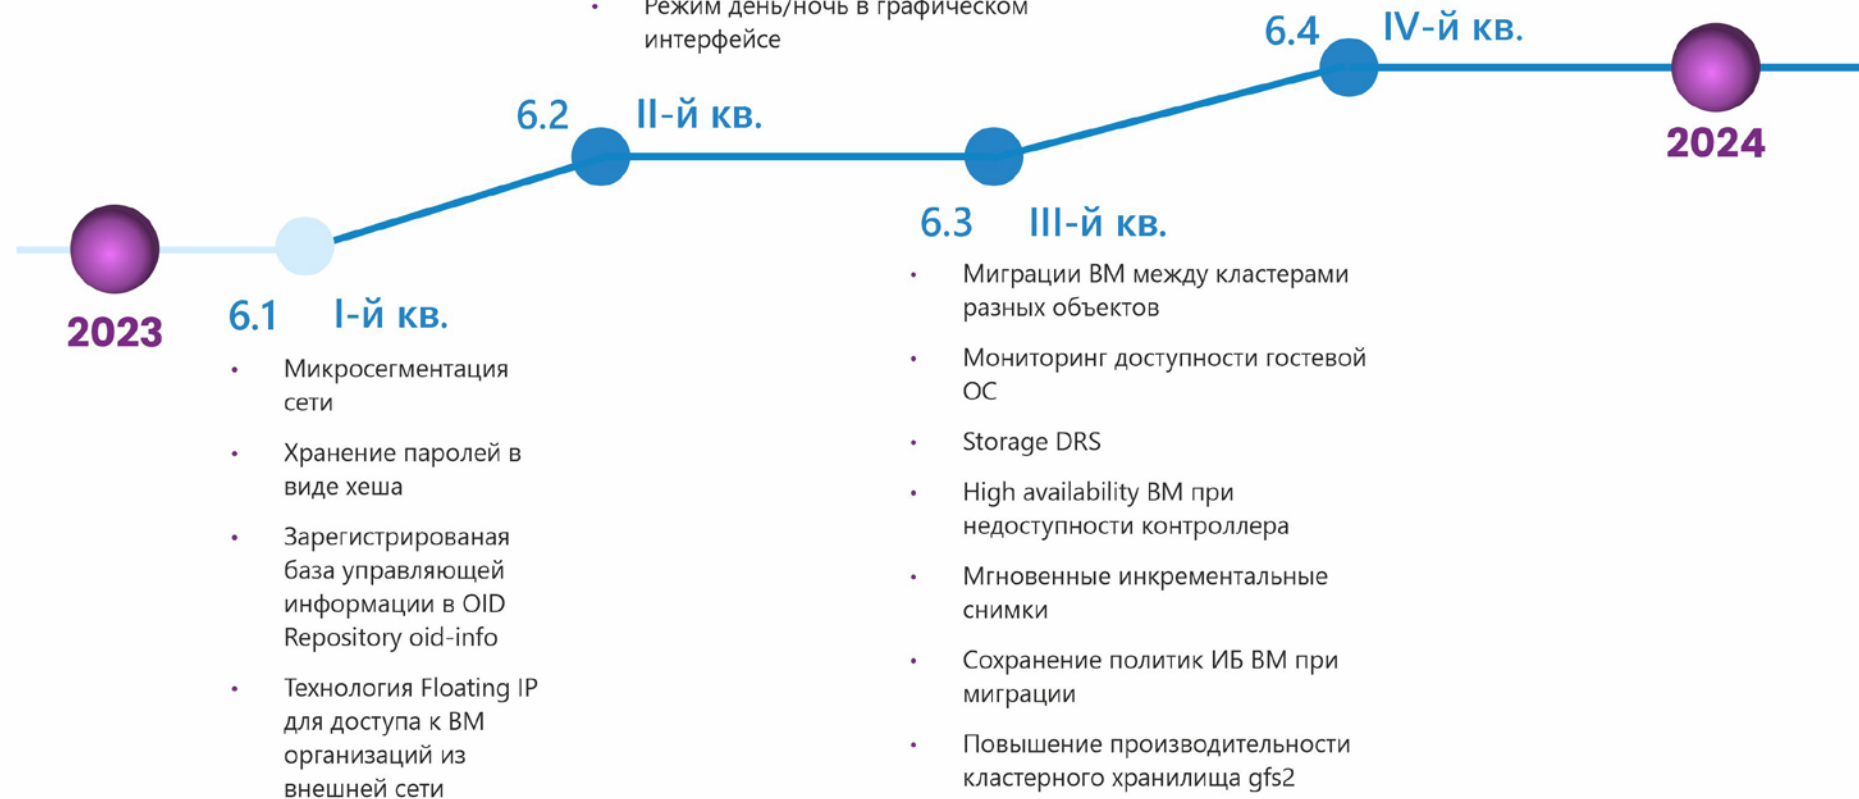 • Режим день/ночь в графическом
интерфейсе
6.4 IV-й кв.
6.2 II-й кв.
2024
6.3 III-й кв.
• Миграции ВМ между кластерами
разных объектов
• Мониторинг доступности гостевой
ОС
• Storage DRS
• High availability ВМ при
недоступности контроллера
• Мгновенные инкрементальные
снимки
• Сохранение политик ИБ ВМ при
миграции
• Повышение производительности
кластерного хранилища gfs2
2023
6.1 I-й кв.
• Микросегментация
сети
• Хранение паролей в
виде хеша
• Зарегистрированая
база управляющей
информации в OID
Repository oid-info
• Технология Floating IP
для доступа к ВМ
организаций из
внешней сети